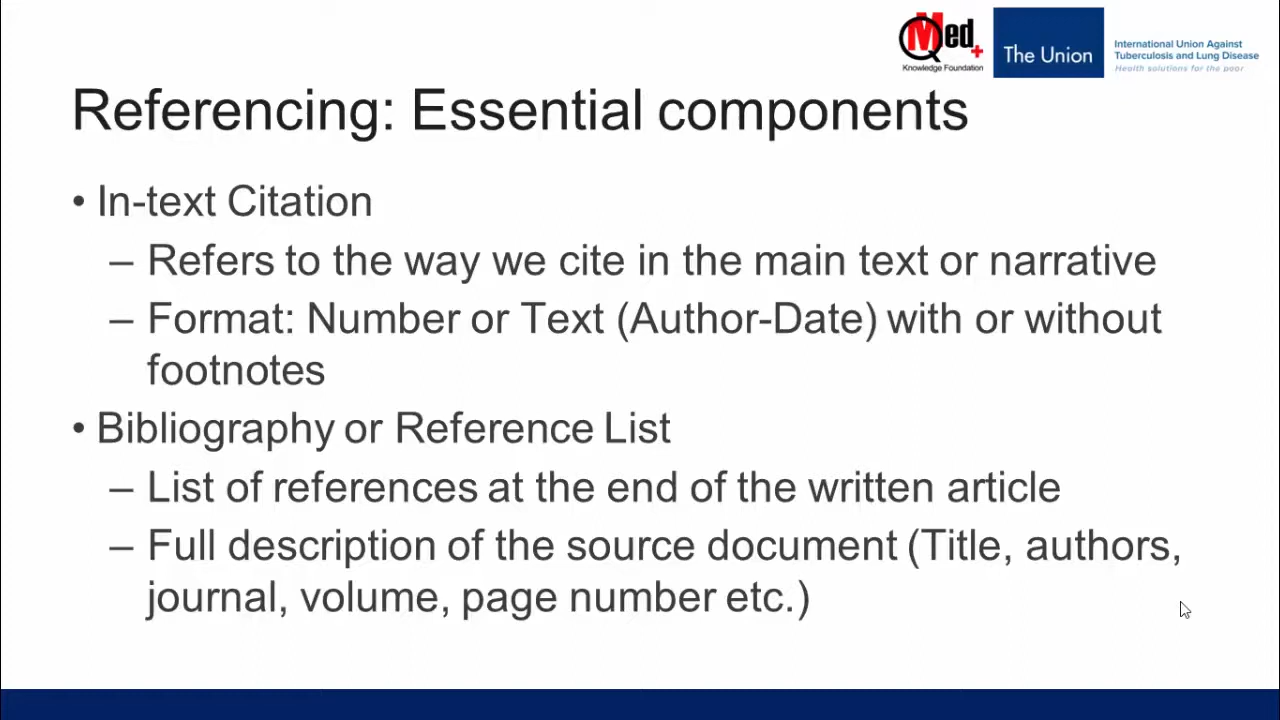 QMed+
Knowledge Foundation
The Union
International Union Against
Tuberculosis and Lung Disease
Health solutions for the poor
Referencing: Essential components
• In-text Citation
– Refers to the way we cite in the main text or narrative
– Format: Number or Text (Author-Date) with or without
footnotes
• Bibliography or Reference List
– List of references at the end of the written article
– Full description of the source document (Title, authors,
journal, volume, page number etc.)